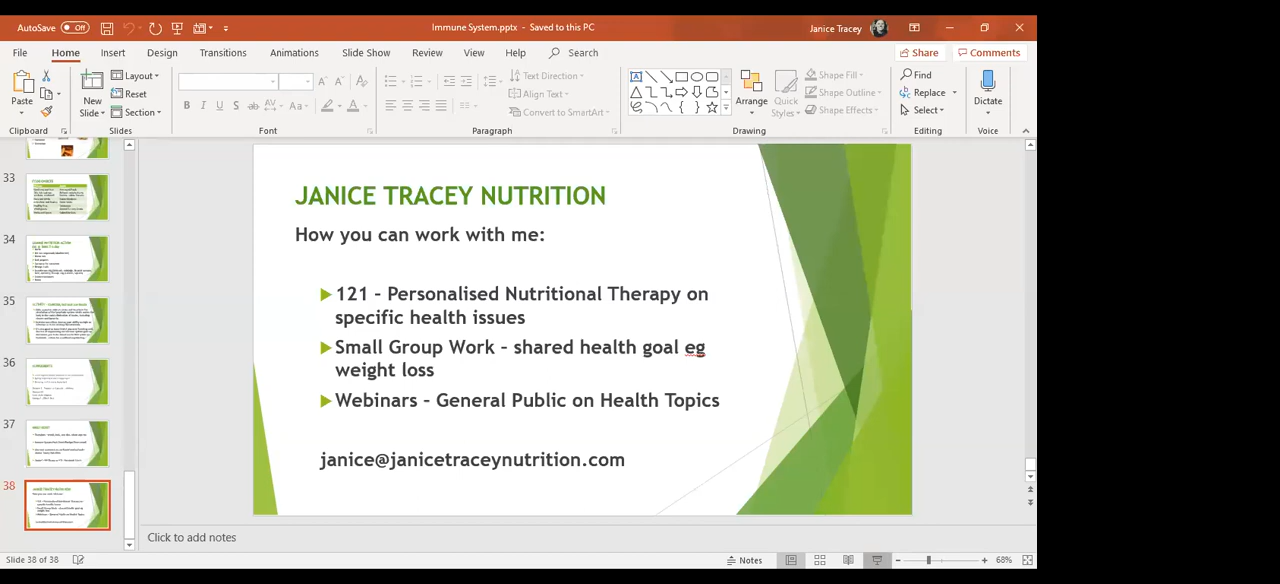 AutoSave Off Immune System.pptx - Saved to this PC Janice Tracey
File Home Insert Design Transitions Animations Slide Show Review View Help Search Share Comments
Paste
Clipboard
New
Slide
Layout
Reset
Section
Slides
Font
Text Direction
Align Text
Convert to SmartArt
Paragraph
Arrange
Quick
Styles
Shape Fill
Shape Outline
Shape Effects
Drawing
Find
Replace
Select
Editing
Dictate
Voice
33
34
35
36
37
38
JANICE TRACEY NUTRITION
How you can work with me:
121 - Personalised Nutritional Therapy on
specific health issues
Small Group Work – shared health goal eg
weight loss
Webinars – General Public on Health Topics
janice@janicetraceynutrition.com
Click to add notes
Slide 38 of 38 Notes 68%